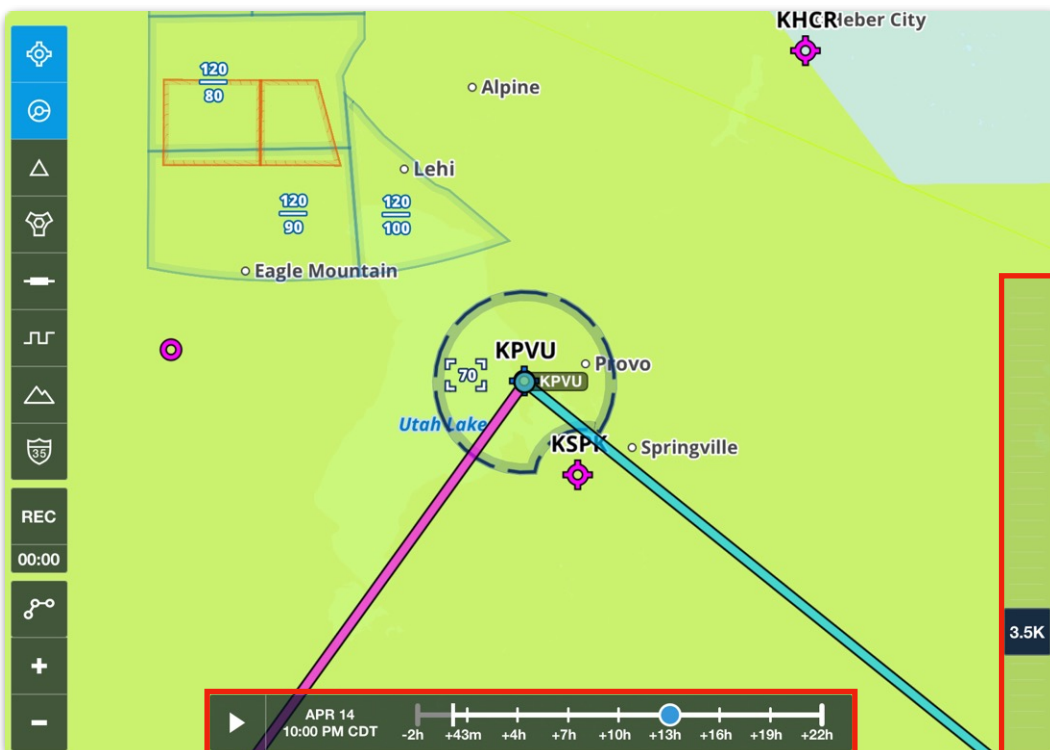 KHCR
Heber City
120
80
Alpine
Lehi
120
90
120
100
Eagle Mountain
KPVU
Provo
70
KPVU
Utah Lake
KSPK
Springville
35
REC
00:00
3.5K
APR 14
10:00 PM CDT
-2h +43m +4h +7h +10h +13h +16h +19h +22h